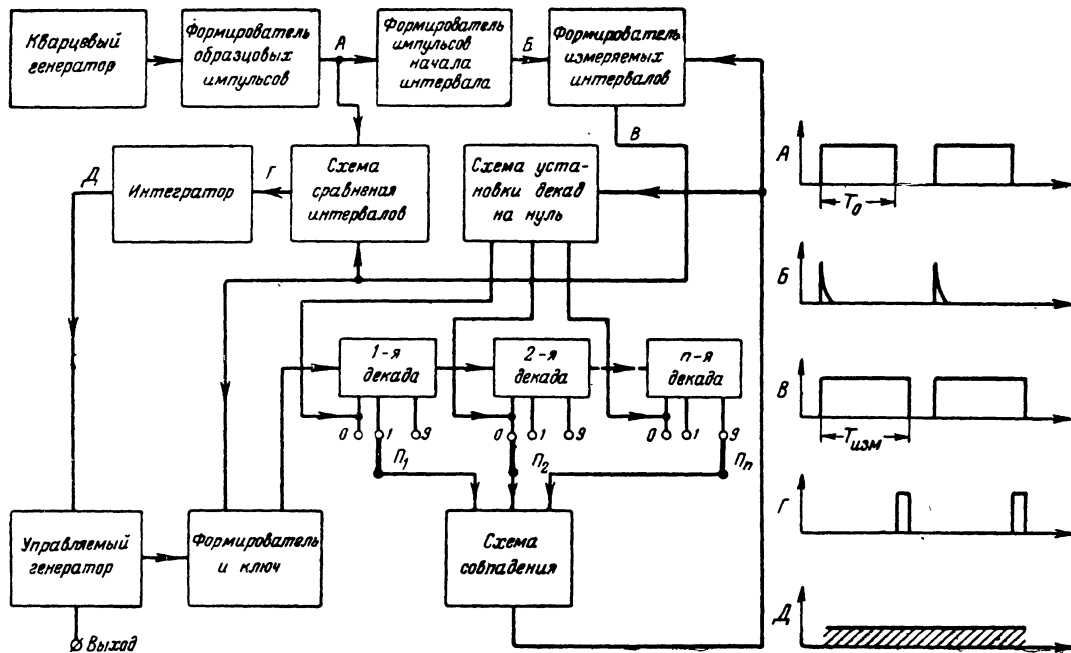 Кварцевый
генератор
Формирователь
образцовых
импульсов
А
Формирователь
импульсов
начала
интервала
Б
Формирователь
измеряемых
интервалов
В
Д
Интегратор
Г
Схема
сравнения
интервалов
Схема уста-
новки декад
на нуль
1-я
декада
2-я
декада
n-я
декада
0 1 9
0 1 9
0 1 9
П₁
П₂
Пₙ
Управляемый
генератор
Формирователь
и ключ
Схема
совпадения
Выход
А
T₀
Б
В
Tизм
Г
Д